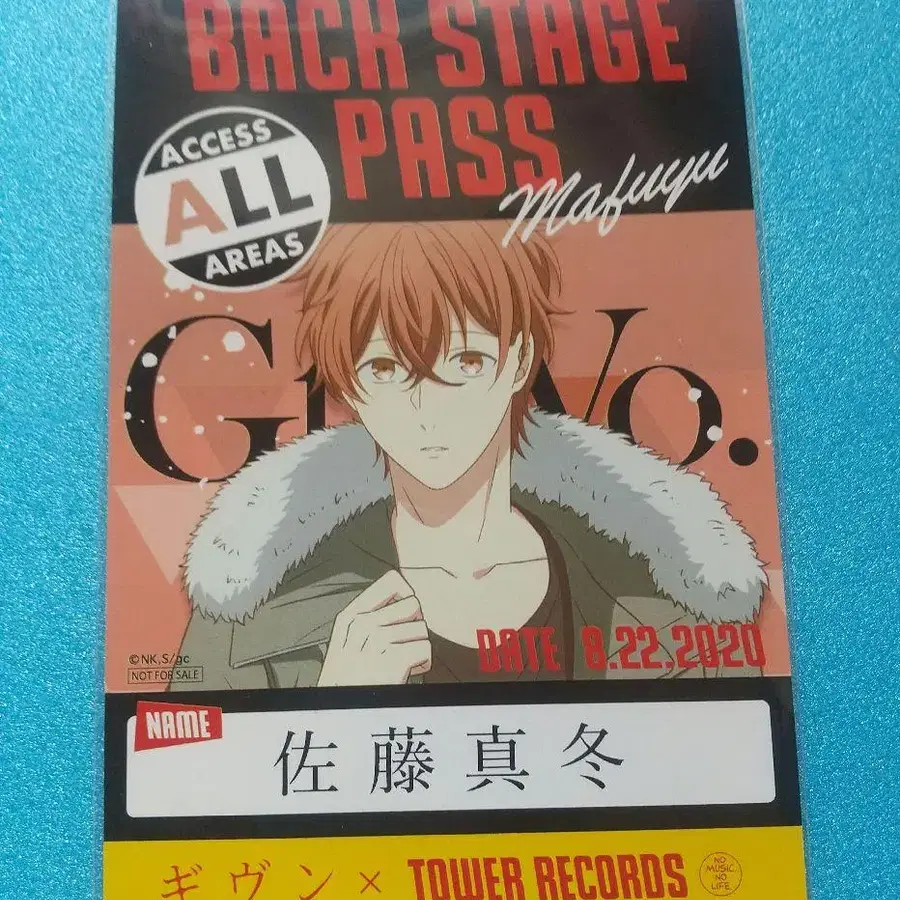 BACK STAGE
PASS
ACCESS
ALL
AREAS
Mafuyu
No.
©NK,S/gc
NOT FOR SALE
DATE 8.22.2020
NAME
佐藤真冬
ギヴン × TOWER RECORDS
NO MUSIC, NO LIFE.